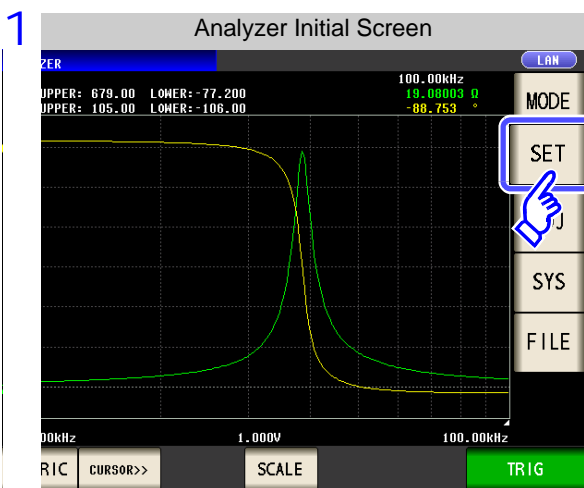 1
Analyzer Initial Screen
ZER
LAN
100.00kHz
UPPER: 679.00 LOWER:-77.200 19.08003 Ω
UPPER: 105.00 LOWER:-106.00 -88.753 °
MODE
SET
J
SYS
FILE
00kHz 1.000V 100.00kHz
RIC CURSOR>> SCALE TRIG